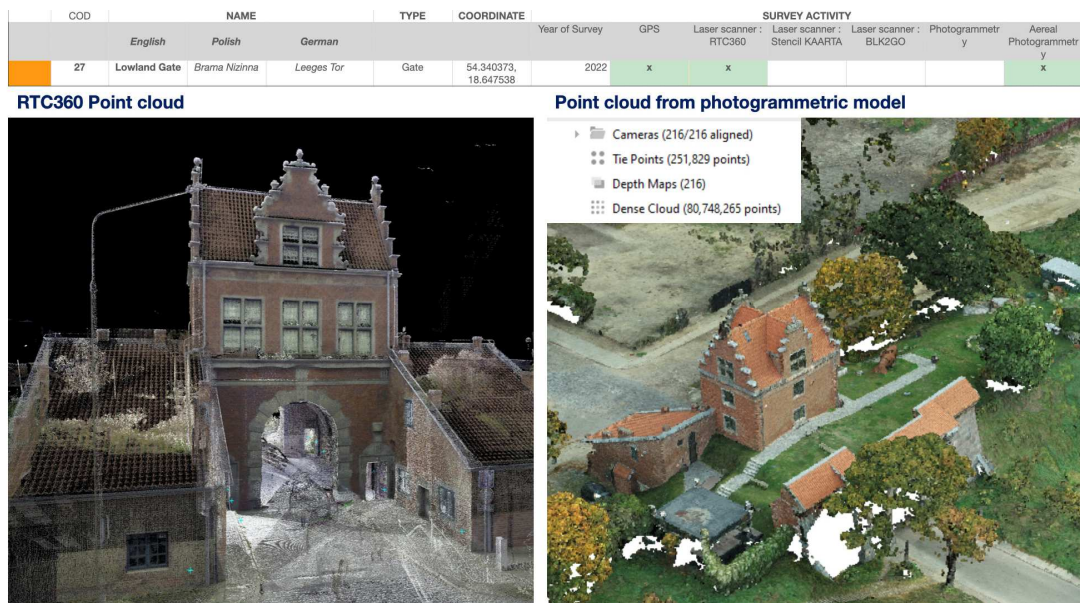 COD NAME TYPE COORDINATE SURVEY ACTIVITY
English Polish German Year of Survey GPS Laser scanner : RTC360 Laser scanner : Stencil KAARTA Laser scanner : BLK2GO Photogrammetry Aereal Photogrammetry
27 Lowland Gate Brama Nizinna Leeges Tor Gate 54.340373, 18.647538 2022 x x x
RTC360 Point cloud
Point cloud from photogrammetric model
Cameras (216/216 aligned)
Tie Points (251,829 points)
Depth Maps (216)
Dense Cloud (80,748,265 points)